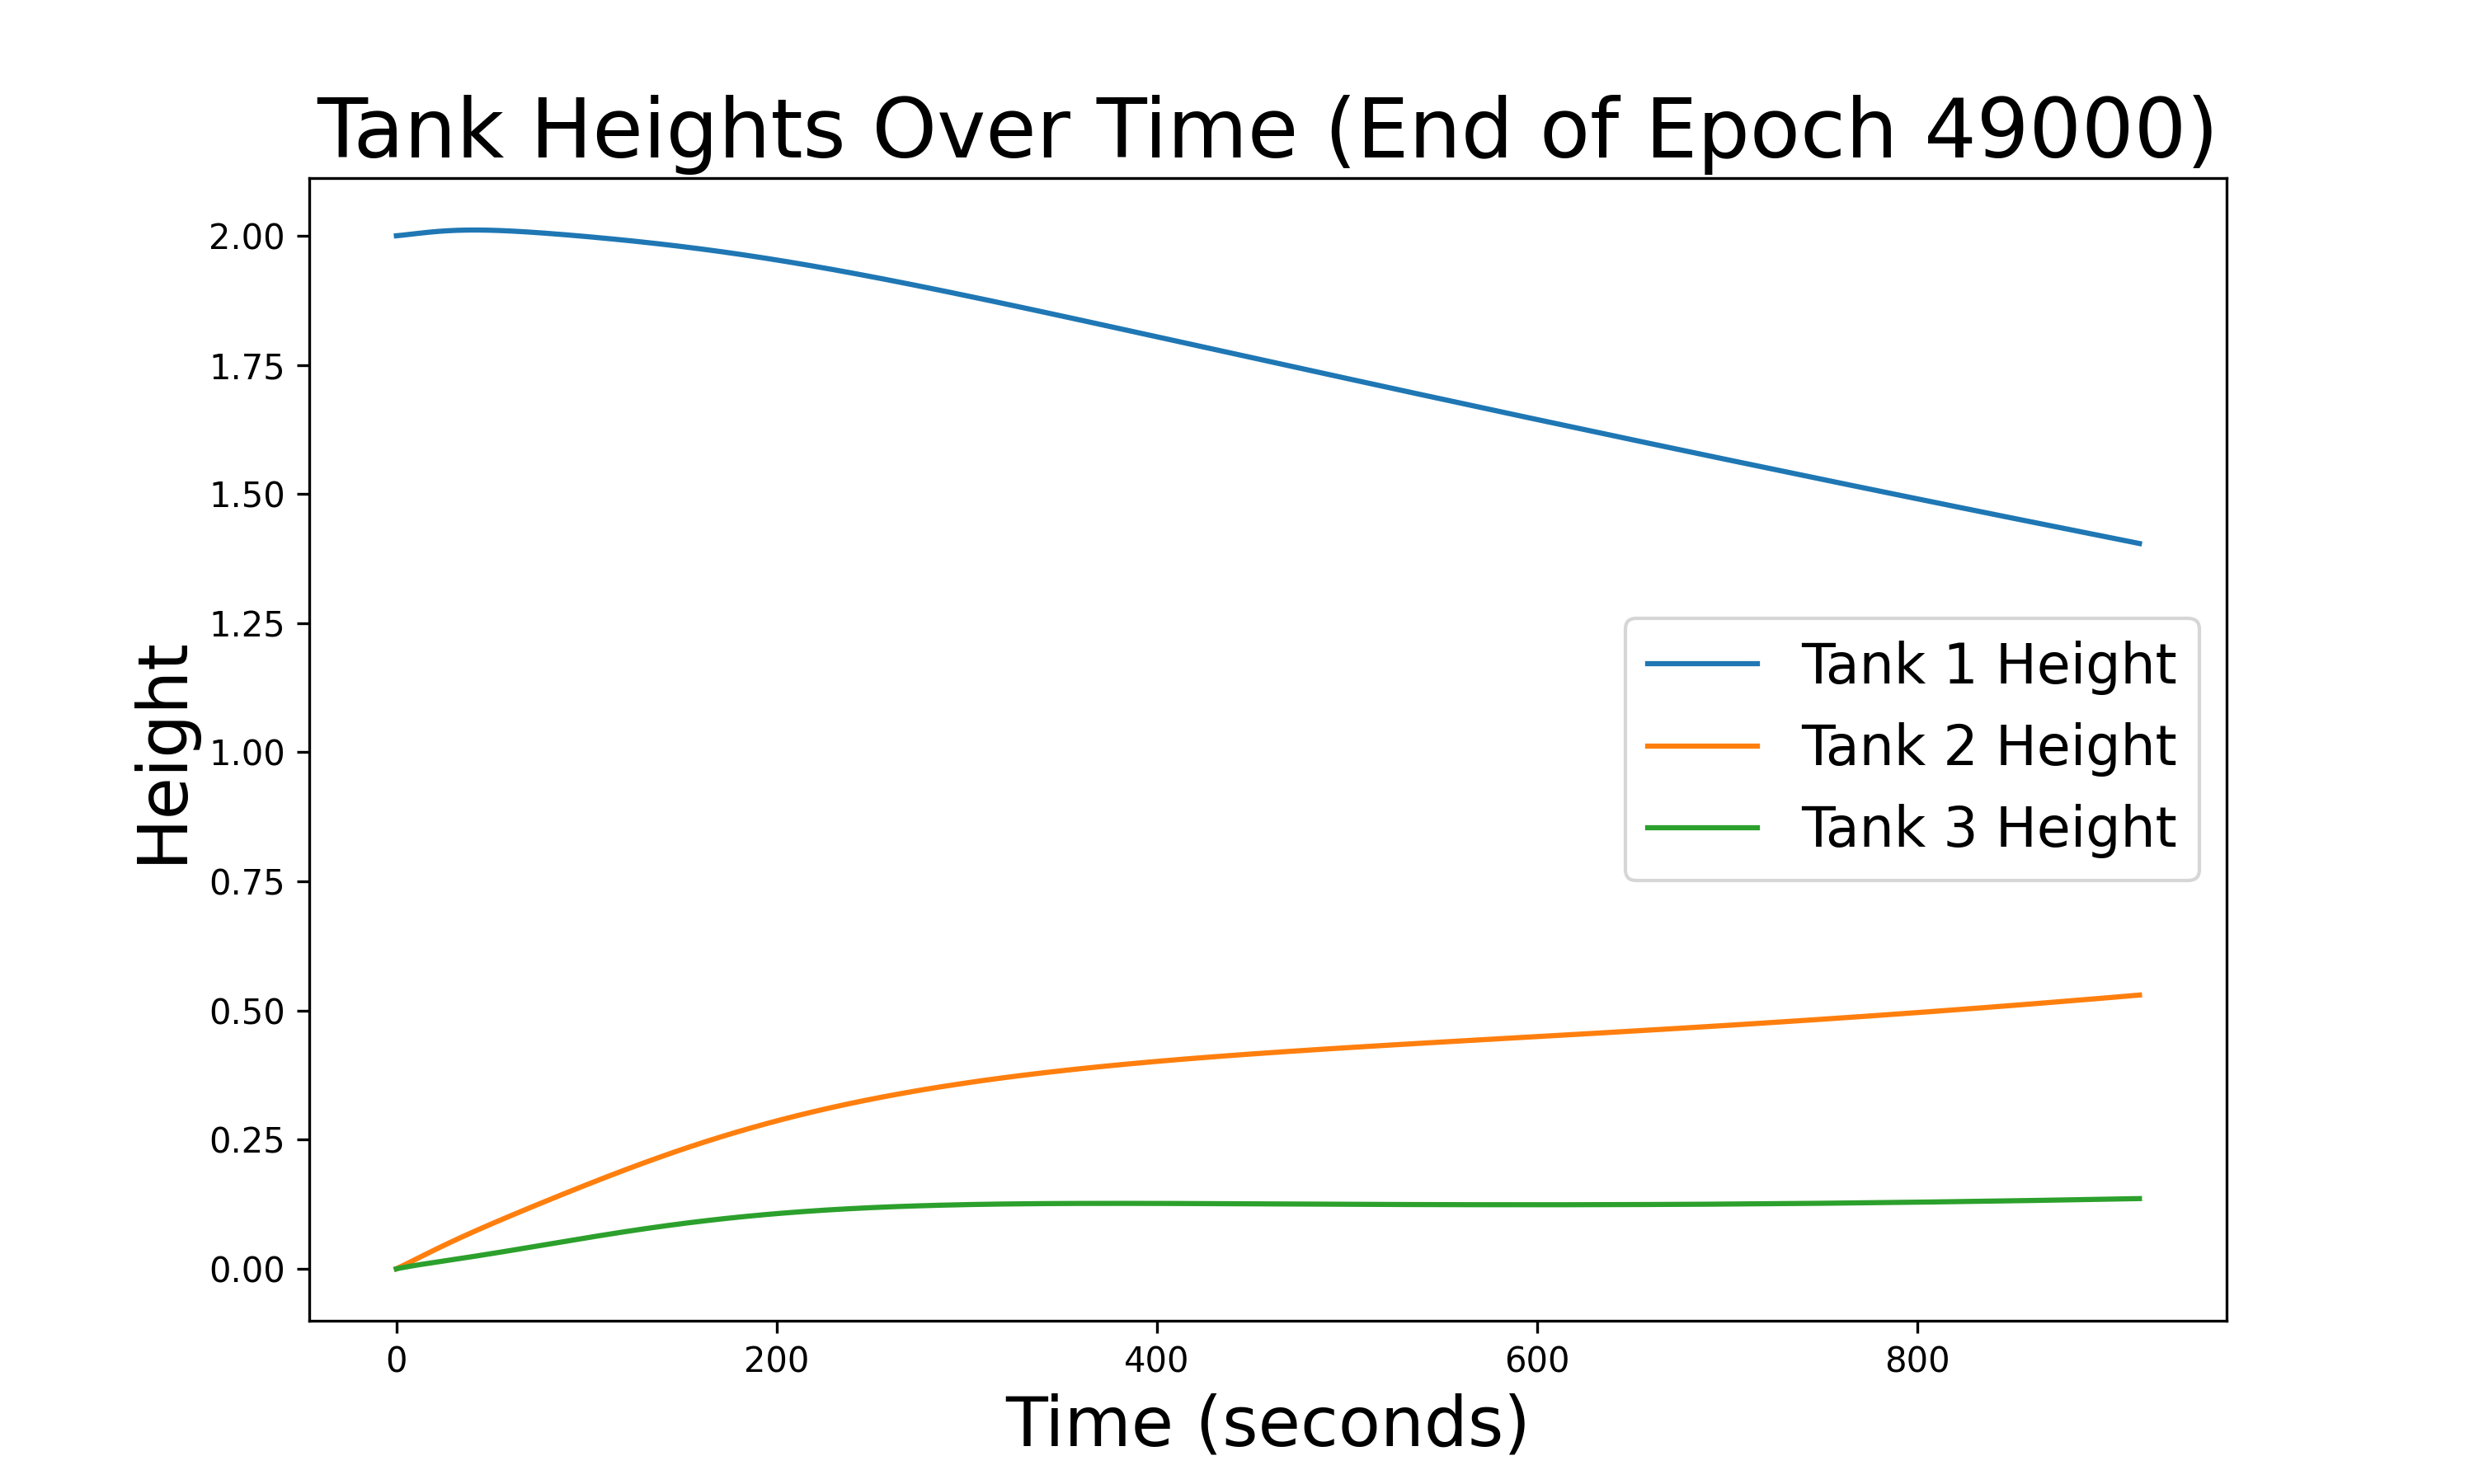 Tank Heights Over Time (End of Epoch 49000)
Height
2.00
1.75
1.50
1.25
1.00
0.75
0.50
0.25
0.00
Tank 1 Height
Tank 2 Height
Tank 3 Height
0 200 400 600 800
Time (seconds)